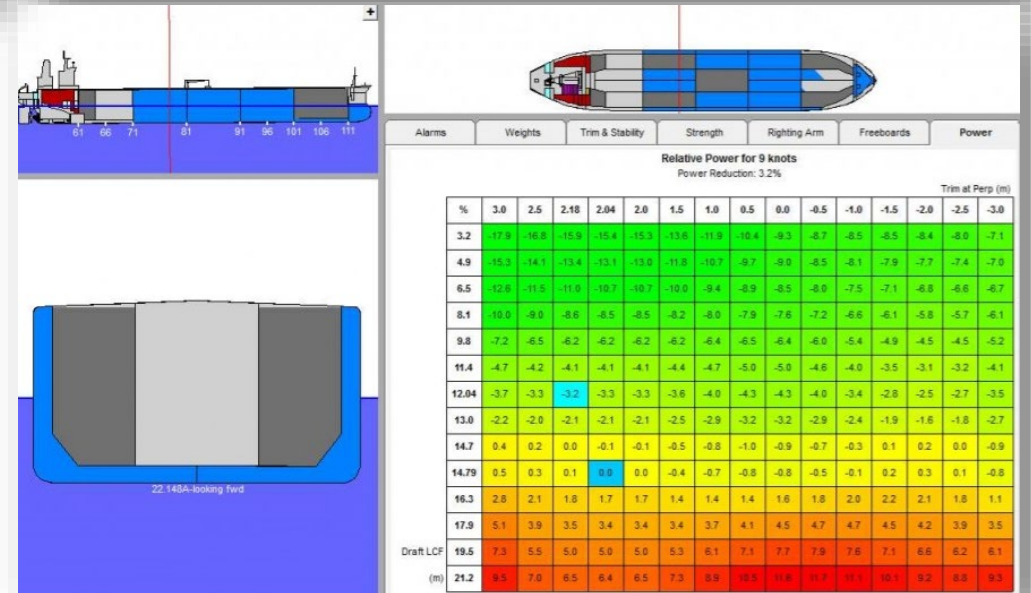 +
61 66 71 81 91 96 101 106 111
22.148A-looking fwd
Alarms Weights Trim & Stability Strength Righting Arm Freeboards Power
Relative Power for 9 knots
Power Reduction: 3.2%
Trim at Perp (m)
% 3.0 2.5 2.18 2.04 2.0 1.5 1.0 0.5 0.0 -0.5 -1.0 -1.5 -2.0 -2.5 -3.0
3.2 -17.9 -16.8 -15.9 -15.4 -15.3 -13.6 -11.9 -10.4 -9.3 -8.7 -8.5 -8.5 -8.4 -8.0 -7.1
4.9 -15.3 -14.1 -13.4 -13.1 -13.0 -11.8 -10.7 -9.7 -9.0 -8.5 -8.1 -7.9 -7.7 -7.4 -7.0
6.5 -12.6 -11.5 -11.0 -10.7 -10.7 -10.0 -9.4 -8.9 -8.5 -8.0 -7.5 -7.1 -6.8 -6.6 -6.7
8.1 -10.0 -9.0 -8.6 -8.5 -8.5 -8.2 -8.0 -7.9 -7.6 -7.2 -6.6 -6.1 -5.8 -5.7 -6.1
9.8 -7.2 -6.5 -6.2 -6.2 -6.2 -6.2 -6.4 -6.5 -6.4 -6.0 -5.4 -4.9 -4.5 -4.5 -5.2
11.4 -4.7 -4.2 -4.1 -4.1 -4.1 -4.4 -4.7 -5.0 -5.0 -4.6 -4.0 -3.5 -3.1 -3.2 -4.1
12.04 -3.7 -3.3 -3.2 -3.3 -3.3 -3.6 -4.0 -4.3 -4.3 -4.0 -3.4 -2.8 -2.5 -2.7 -3.5
13.0 -2.2 -2.0 -2.1 -2.1 -2.1 -2.5 -2.9 -3.2 -3.2 -2.9 -2.4 -1.9 -1.6 -1.8 -2.7
14.7 0.4 0.2 0.0 -0.1 -0.1 -0.5 -0.8 -1.0 -0.9 -0.7 -0.3 0.1 0.2 0.0 -0.9
14.79 0.5 0.3 0.1 0.0 0.0 -0.4 -0.7 -0.8 -0.8 -0.5 -0.1 0.2 0.3 0.1 -0.8
16.3 2.8 2.1 1.8 1.7 1.7 1.4 1.4 1.4 1.6 1.8 2.0 2.2 2.1 1.8 1.1
17.9 5.1 3.9 3.5 3.4 3.4 3.4 3.7 4.1 4.5 4.7 4.7 4.5 4.2 3.9 3.5
Draft LCF 19.5 7.3 5.5 5.0 5.0 5.0 5.3 6.1 7.1 7.7 7.9 7.6 7.1 6.6 6.2 6.1
(m) 21.2 9.5 7.0 6.5 6.4 6.5 7.3 8.9 10.5 11.6 11.7 11.1 10.1 9.2 8.8 9.3